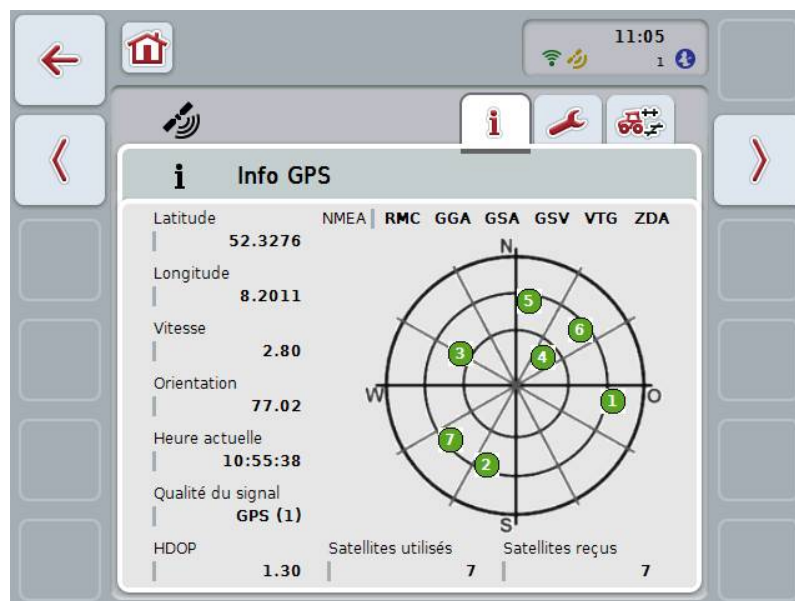 11:05
1
i
i Info GPS
Latitude
52.3276
NMEA RMC GGA GSA GSV VTG ZDA
Longitude
8.2011
Vitesse
2.80
Orientation
77.02
Heure actuelle
10:55:38
Qualité du signal
GPS (1)
HDOP
1.30
Satellites utilisés
7
Satellites reçus
7
N
5
6
3
4
W
1
O
7
2
S